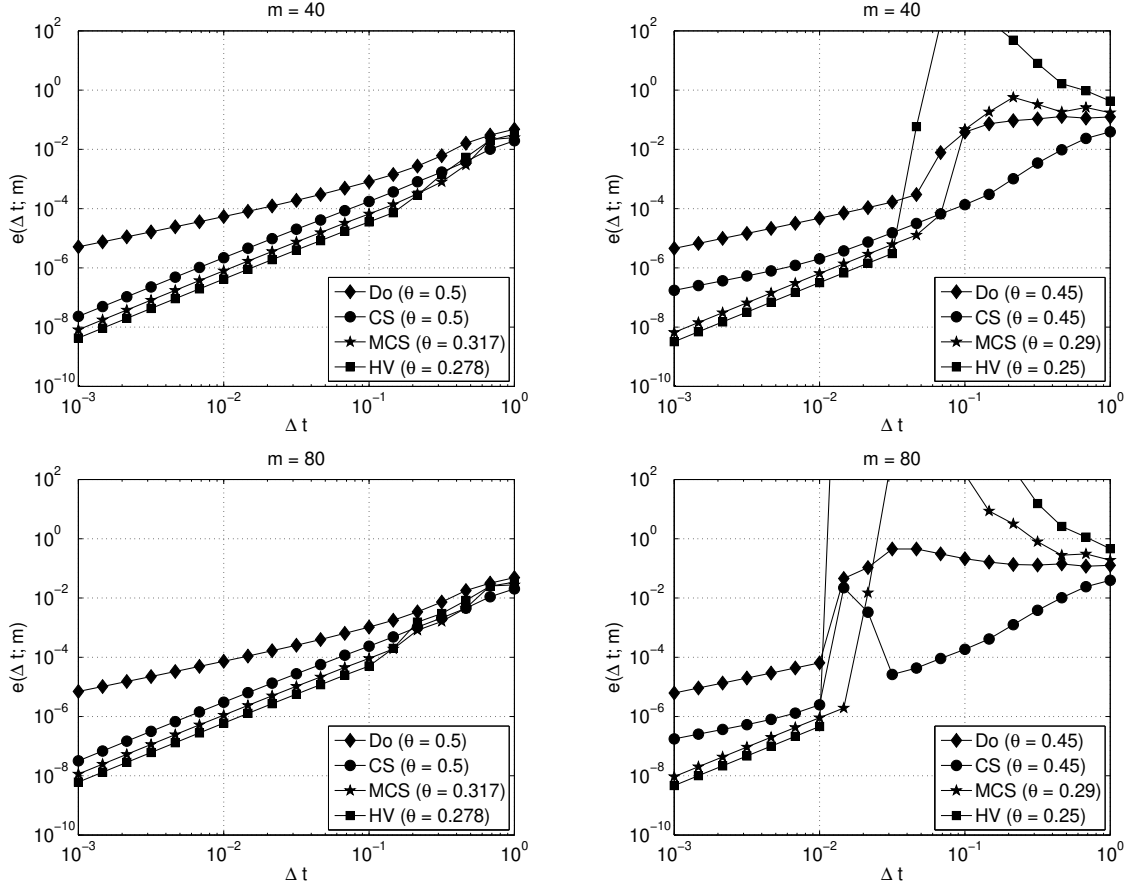 m = 40
10^2
10^0
10^−2
10^−4
10^−6
10^−8
10^−10
e(Δ t; m)
Do (θ = 0.5)
CS (θ = 0.5)
MCS (θ = 0.317)
HV (θ = 0.278)
10^−3 10^−2 10^−1 10^0
Δ t
m = 40
10^2
10^0
10^−2
10^−4
10^−6
10^−8
10^−10
e(Δ t; m)
Do (θ = 0.45)
CS (θ = 0.45)
MCS (θ = 0.29)
HV (θ = 0.25)
10^−3 10^−2 10^−1 10^0
Δ t
m = 80
10^2
10^0
10^−2
10^−4
10^−6
10^−8
10^−10
e(Δ t; m)
Do (θ = 0.5)
CS (θ = 0.5)
MCS (θ = 0.317)
HV (θ = 0.278)
10^−3 10^−2 10^−1 10^0
Δ t
m = 80
10^2
10^0
10^−2
10^−4
10^−6
10^−8
10^−10
e(Δ t; m)
Do (θ = 0.45)
CS (θ = 0.45)
MCS (θ = 0.29)
HV (θ = 0.25)
10^−3 10^−2 10^−1 10^0
Δ t